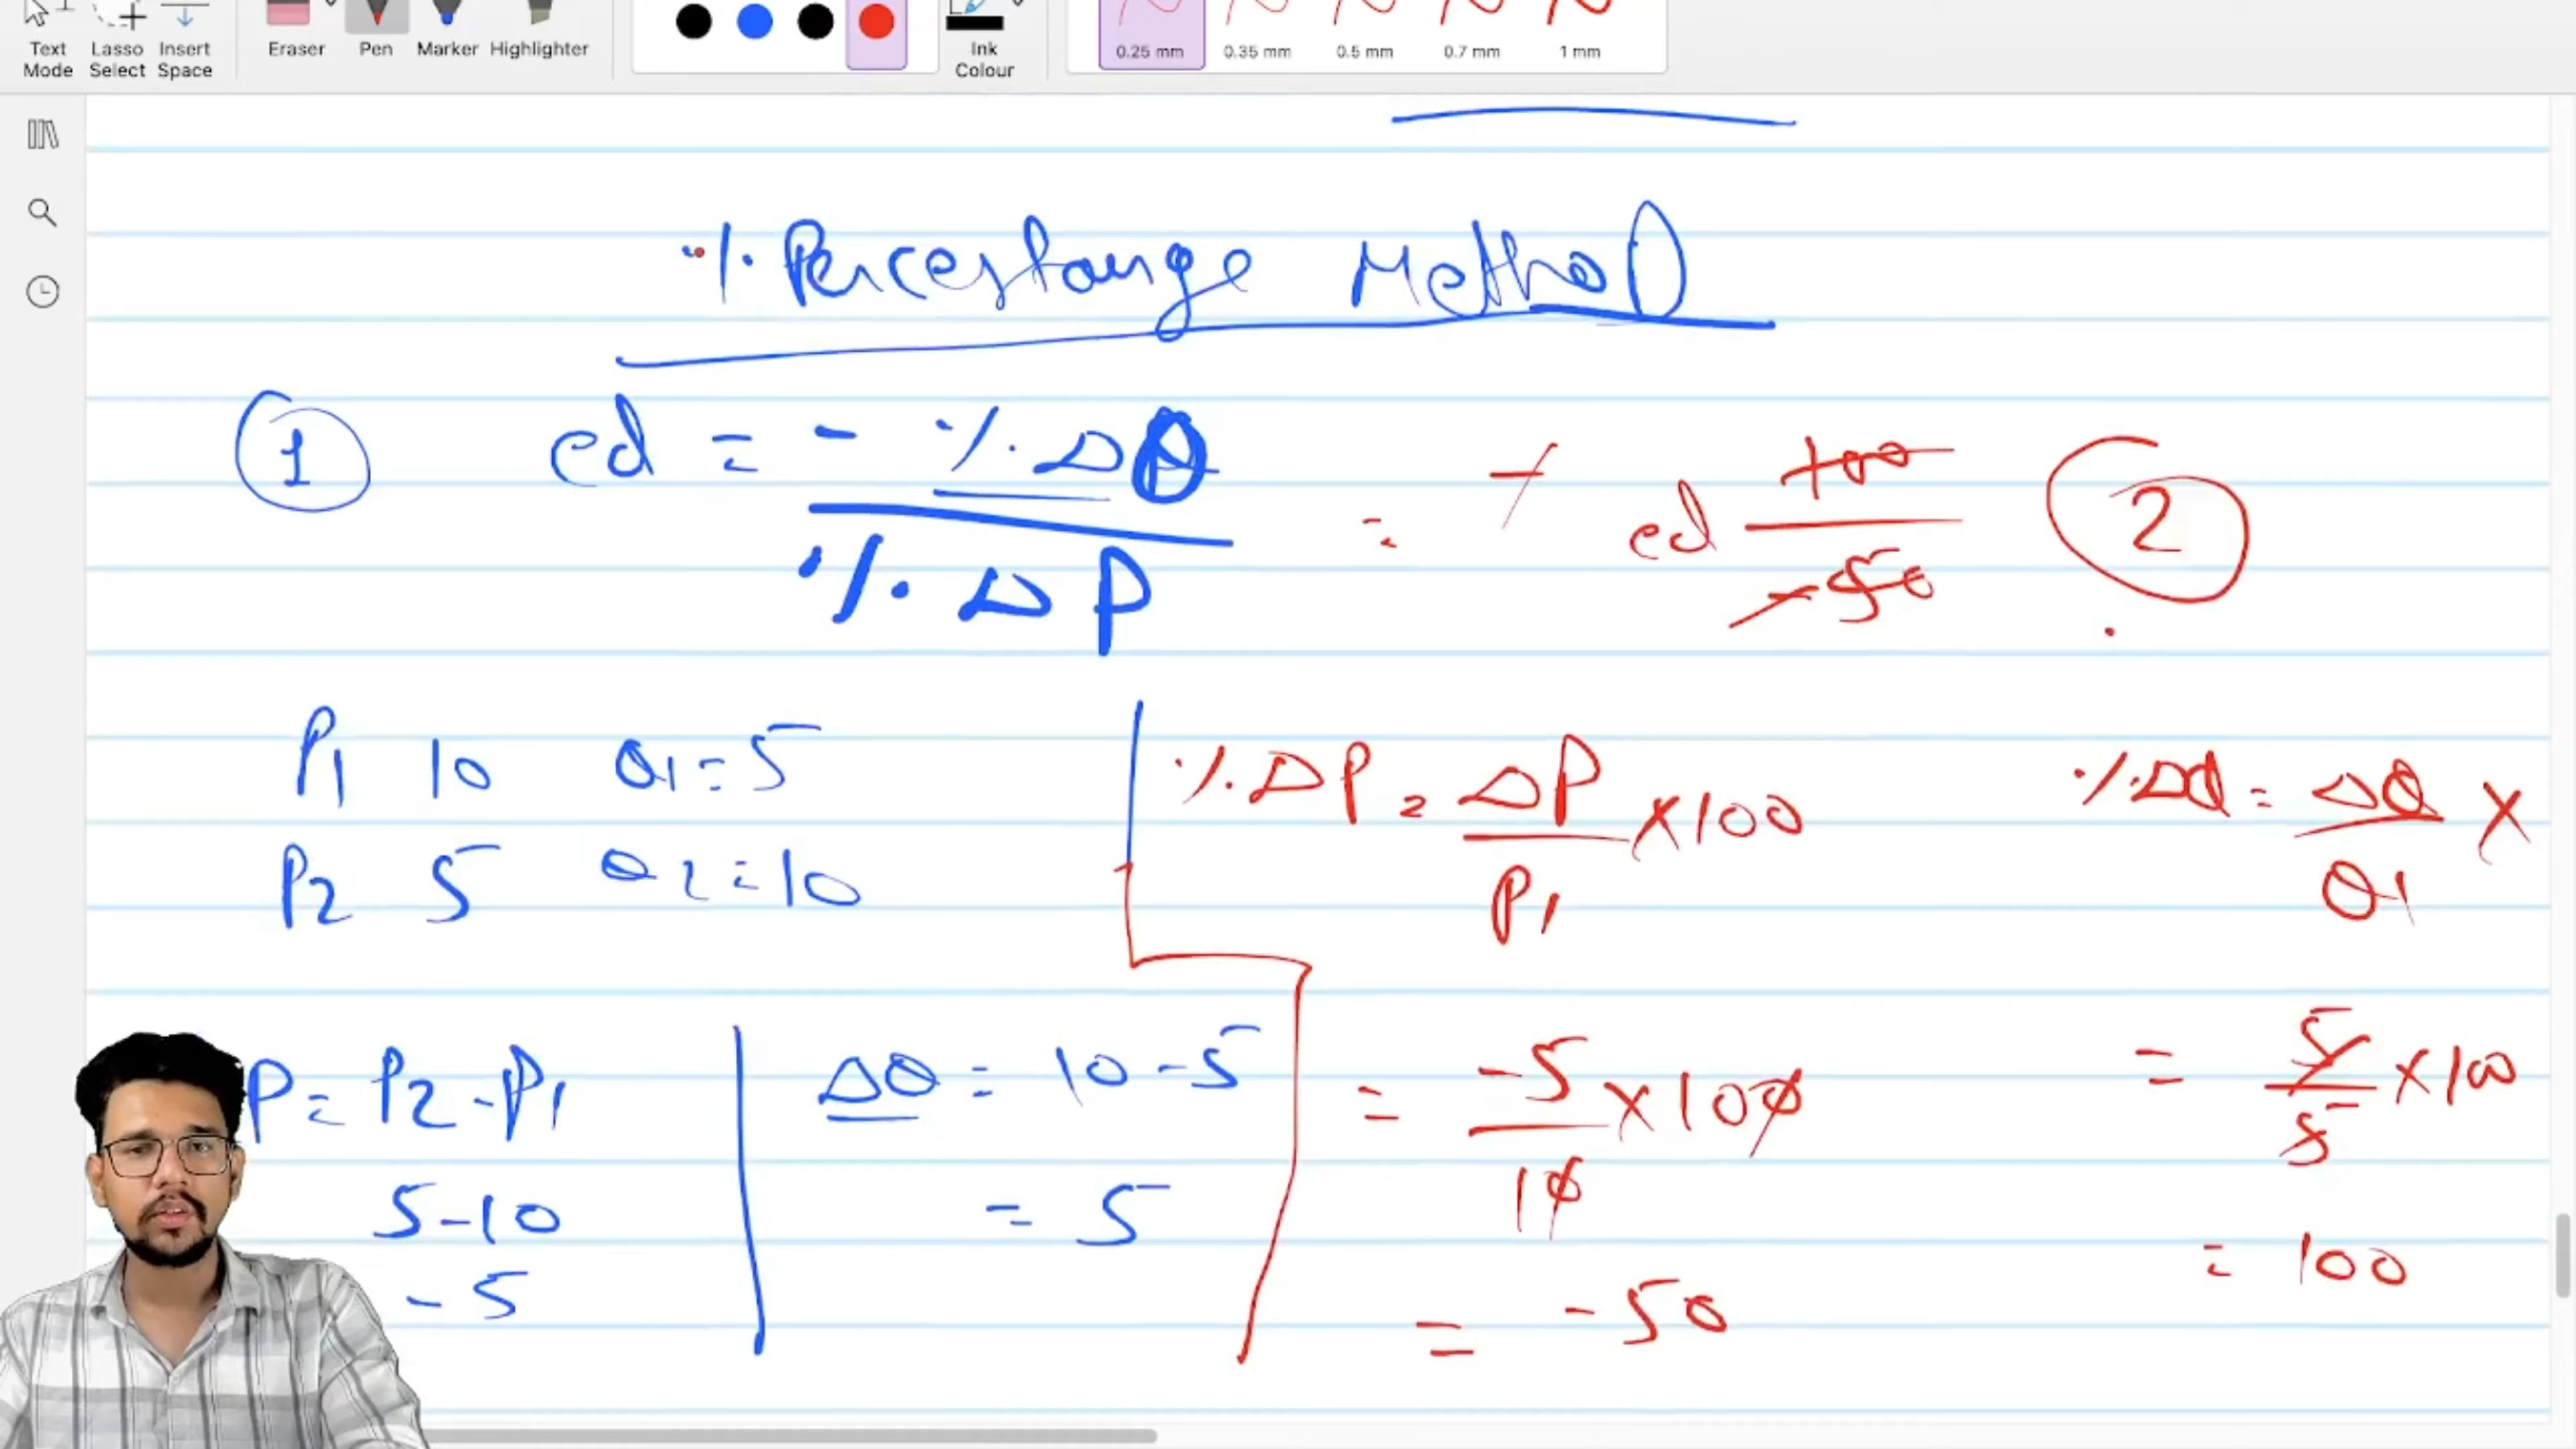 Text Mode
Lasso Select
Insert Space
Eraser
Pen
Marker
Highlighter
Ink Colour
0.25 mm
0.35 mm
0.5 mm
0.7 mm
1 mm
% Percestange Method
1 ed = - %ΔQ / %ΔP = + ed 100 / -50 2
P1 10 Q1=5
P2 5 Q2=10
%ΔP = ΔP / P1 ×100
%ΔQ = ΔQ / Q1 ×
P= P2-P1
5-10
-5
ΔQ = 10-5
= 5
= -5 / 10 ×100
= -50
= 5 / 5 ×100
= 100